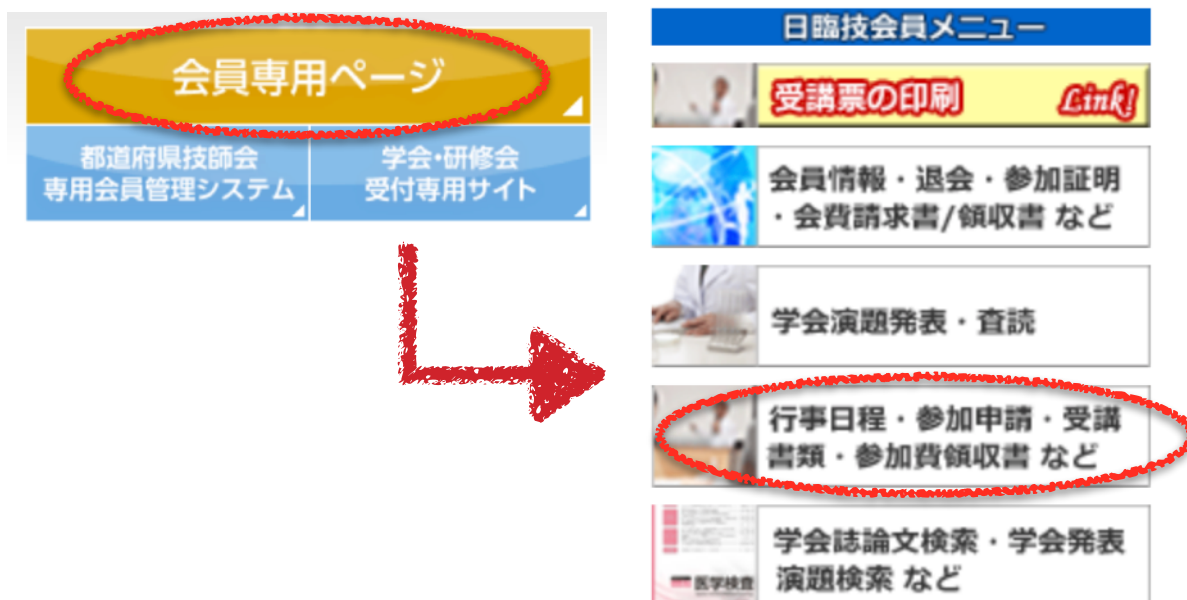 会員専用ページ
都道府県技師会
専用会員管理システム
学会・研修会
受付専用サイト
日臨技会員メニュー
受講票の印刷 Link!
会員情報・退会・参加証明
・会費請求書/領収書 など
学会演題発表・査読
行事日程・参加申請・受講
書類・参加費領収書 など
学会誌論文検索・学会発表
演題検索 など
医学検査